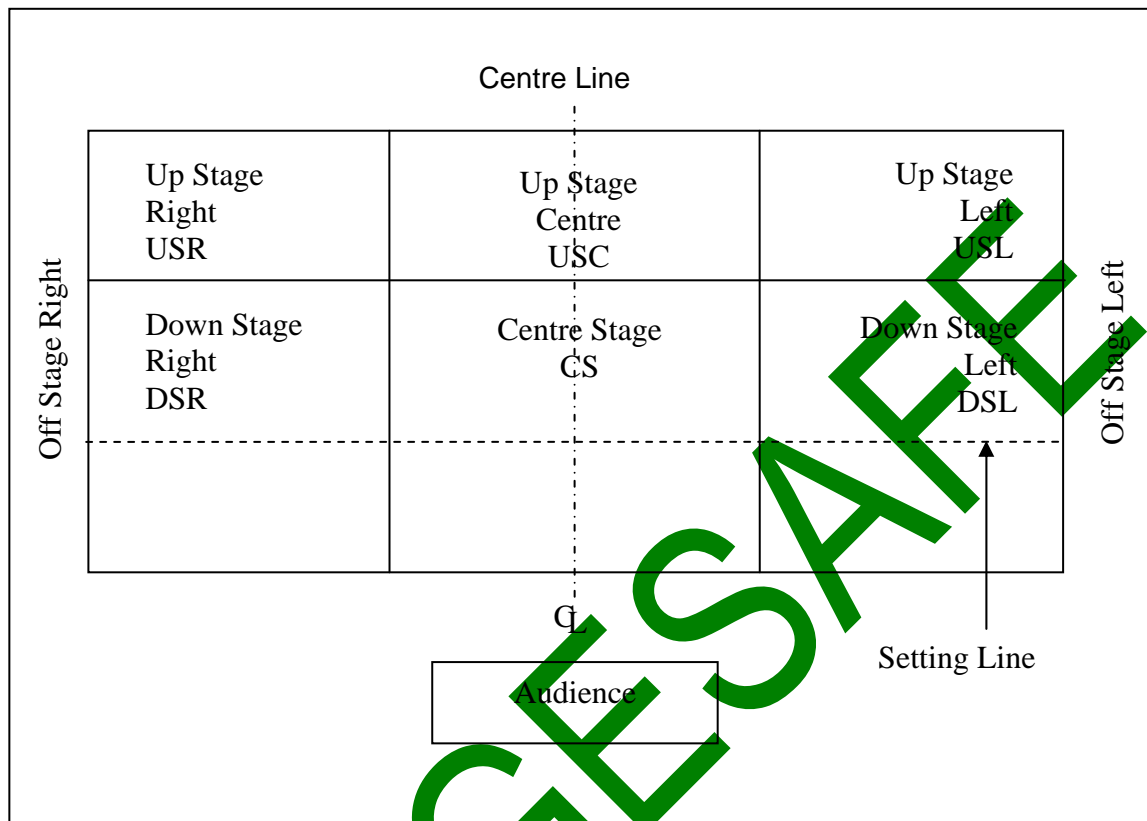 Centre Line
Up Stage
Right
USR
Up Stage
Centre
USC
Up Stage
Left
USL
Off Stage Right
Down Stage
Right
DSR
Centre Stage
CS
Down Stage
Left
DSL
Off Stage Left
CL
Setting Line
Audience
GESAFE